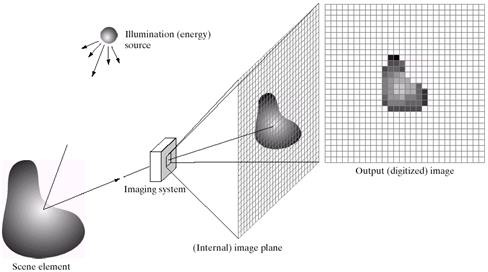 Illumination (energy)
source
Output (digitized) image
Imaging system
(Internal) image plane
Scene element